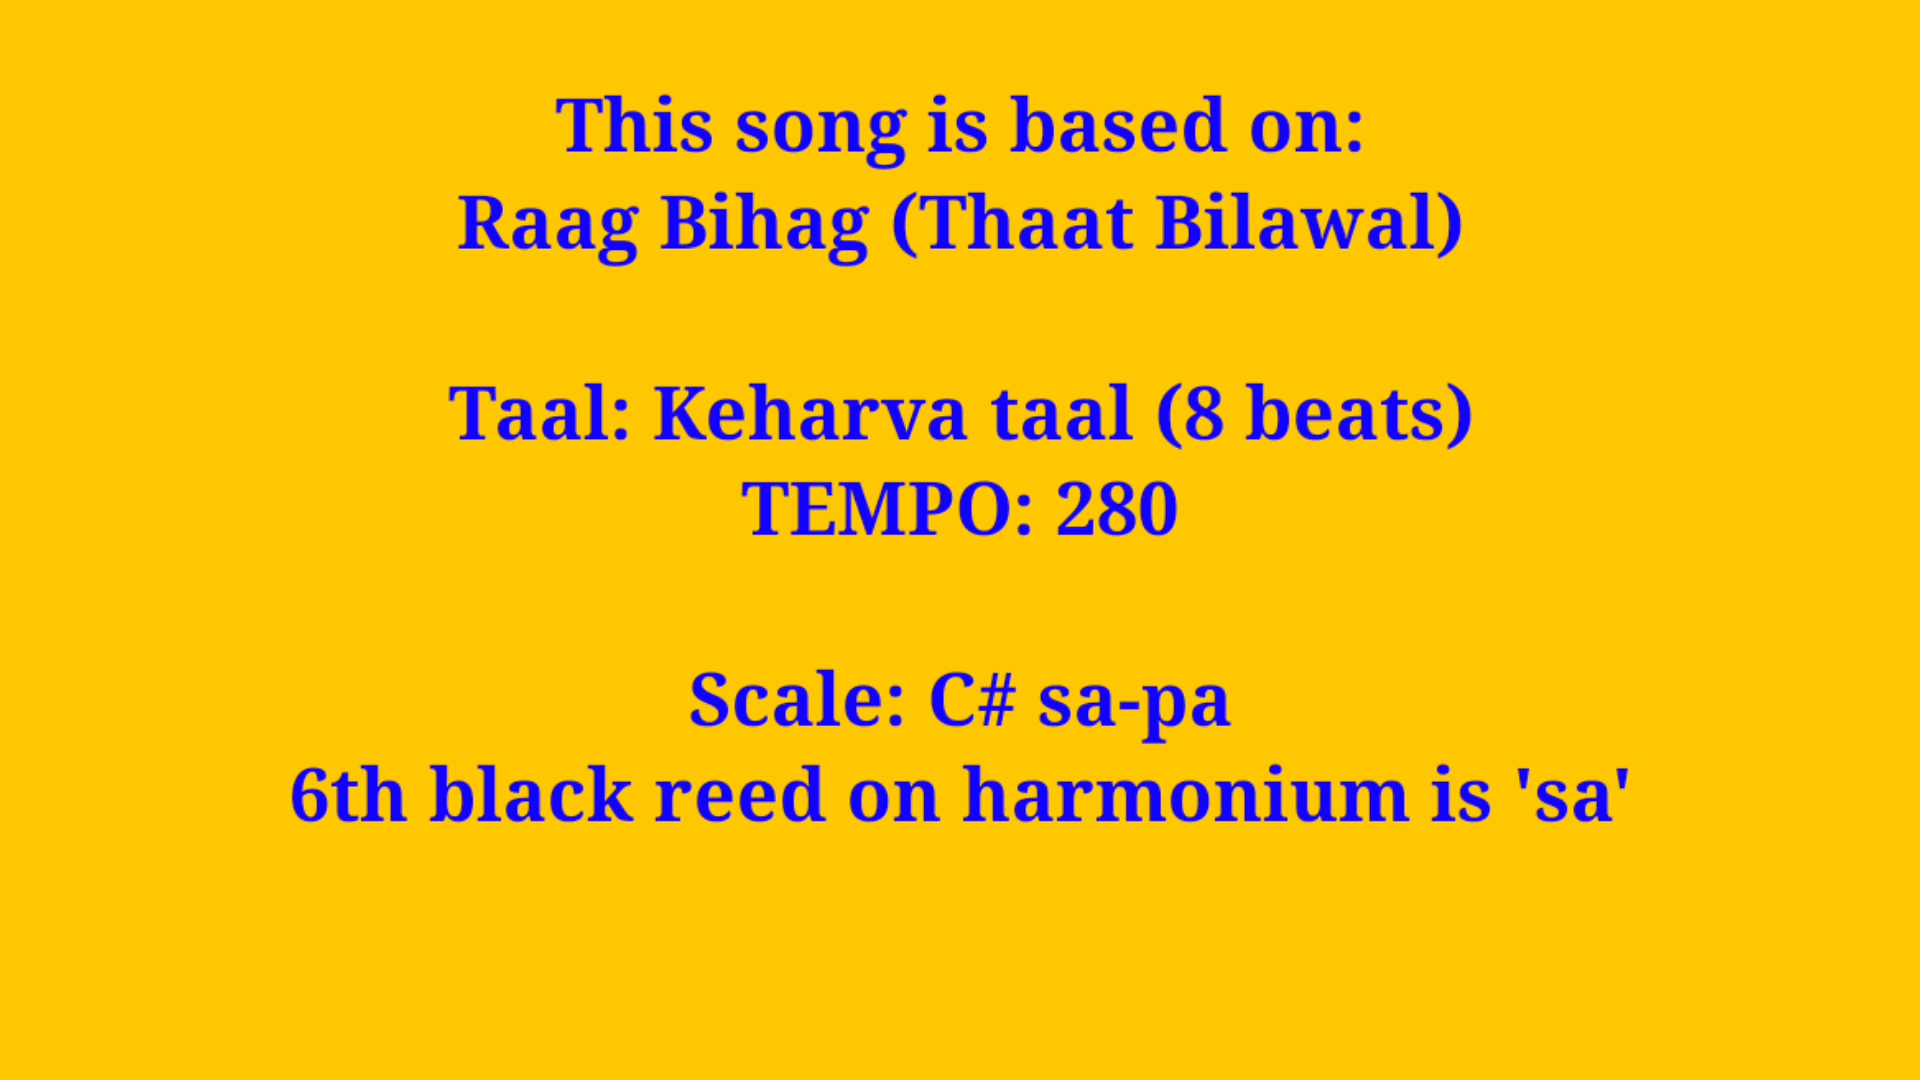 This song is based on:
Raag Bihag (Thaat Bilawal)
Taal: Keharva taal (8 beats)
TEMPO: 280
Scale: C# sa-pa
6th black reed on harmonium is 'sa'